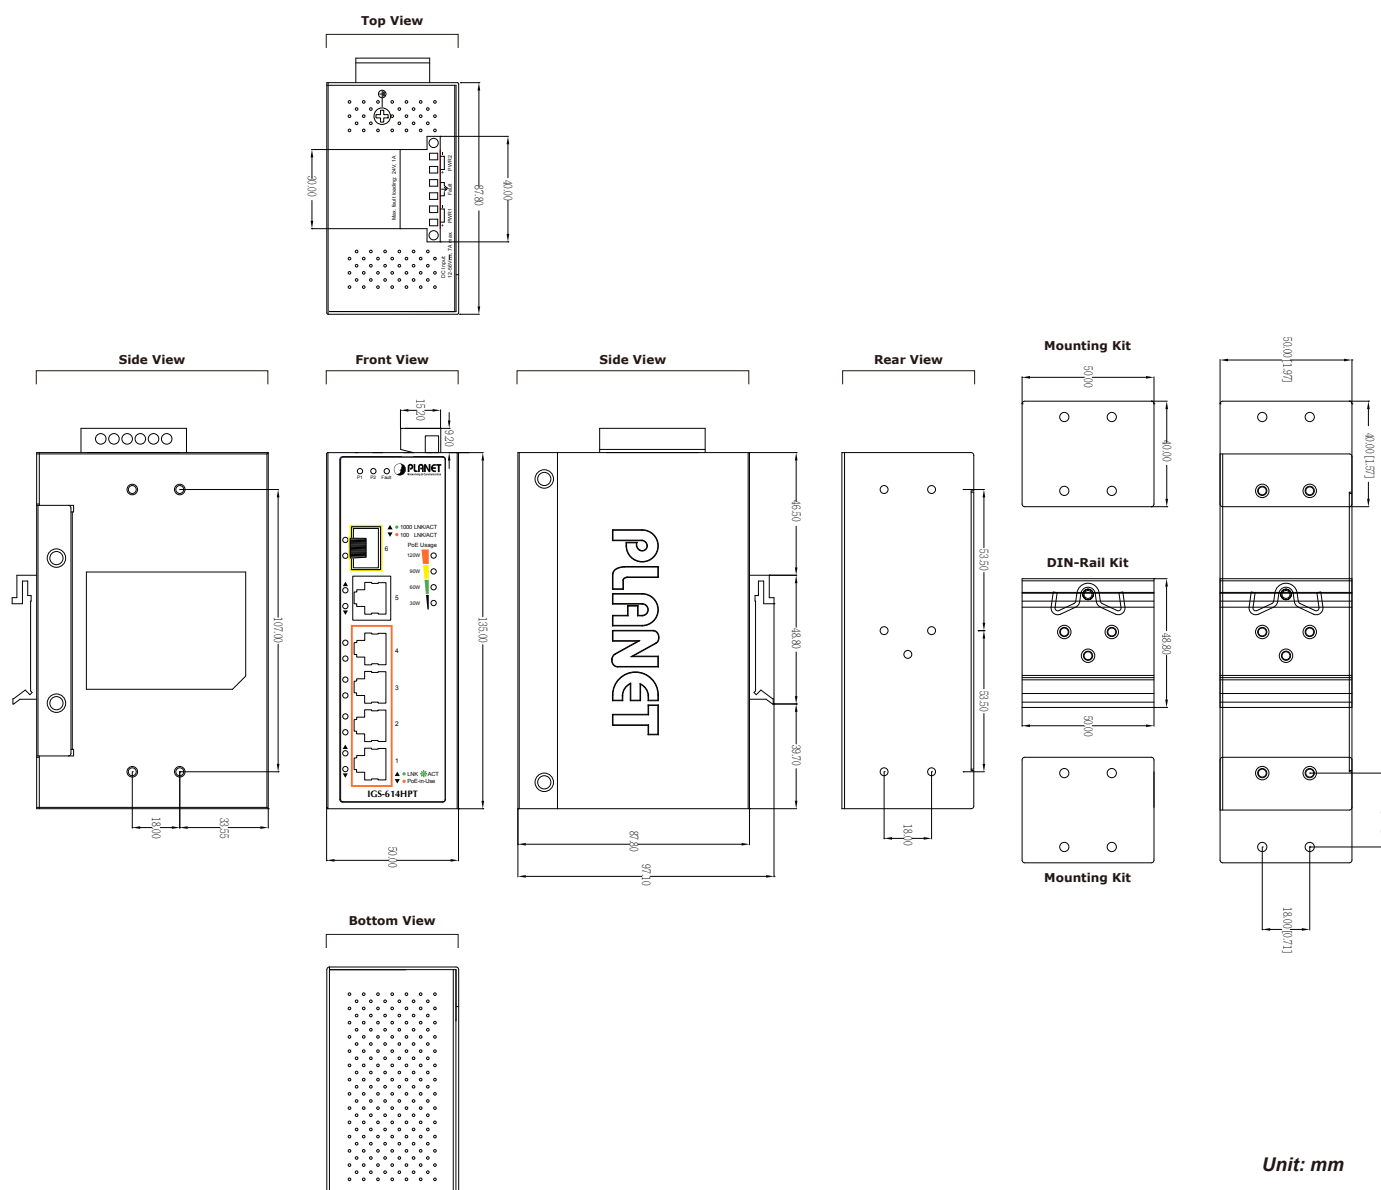 Top View
PWR2
Fault
PWR1
Max. fault loading: 24V, 1A
DC Input
30.00
87.80
40.00
Side View
Front View
Side View
Rear View
Mounting Kit
50.00
40.00
50.00[1.97]
40.00[1.57]
15.20
9.20
PLANET
P1 P2 Fault
1000 LNK/ACT
100 LNK/ACT
PoE Usage
120W
90W
60W
30W
6
5
4
3
2
1
LNK ACT
PoE-in-Use
IGS-614HPT
107.00
18.00
33.55
135.00
50.00
PLANET
46.50
48.80
39.70
87.80
97.10
53.50
53.50
18.00
DIN-Rail Kit
48.80
50.00
Mounting Kit
18.00[0.71]
Bottom View
Unit: mm